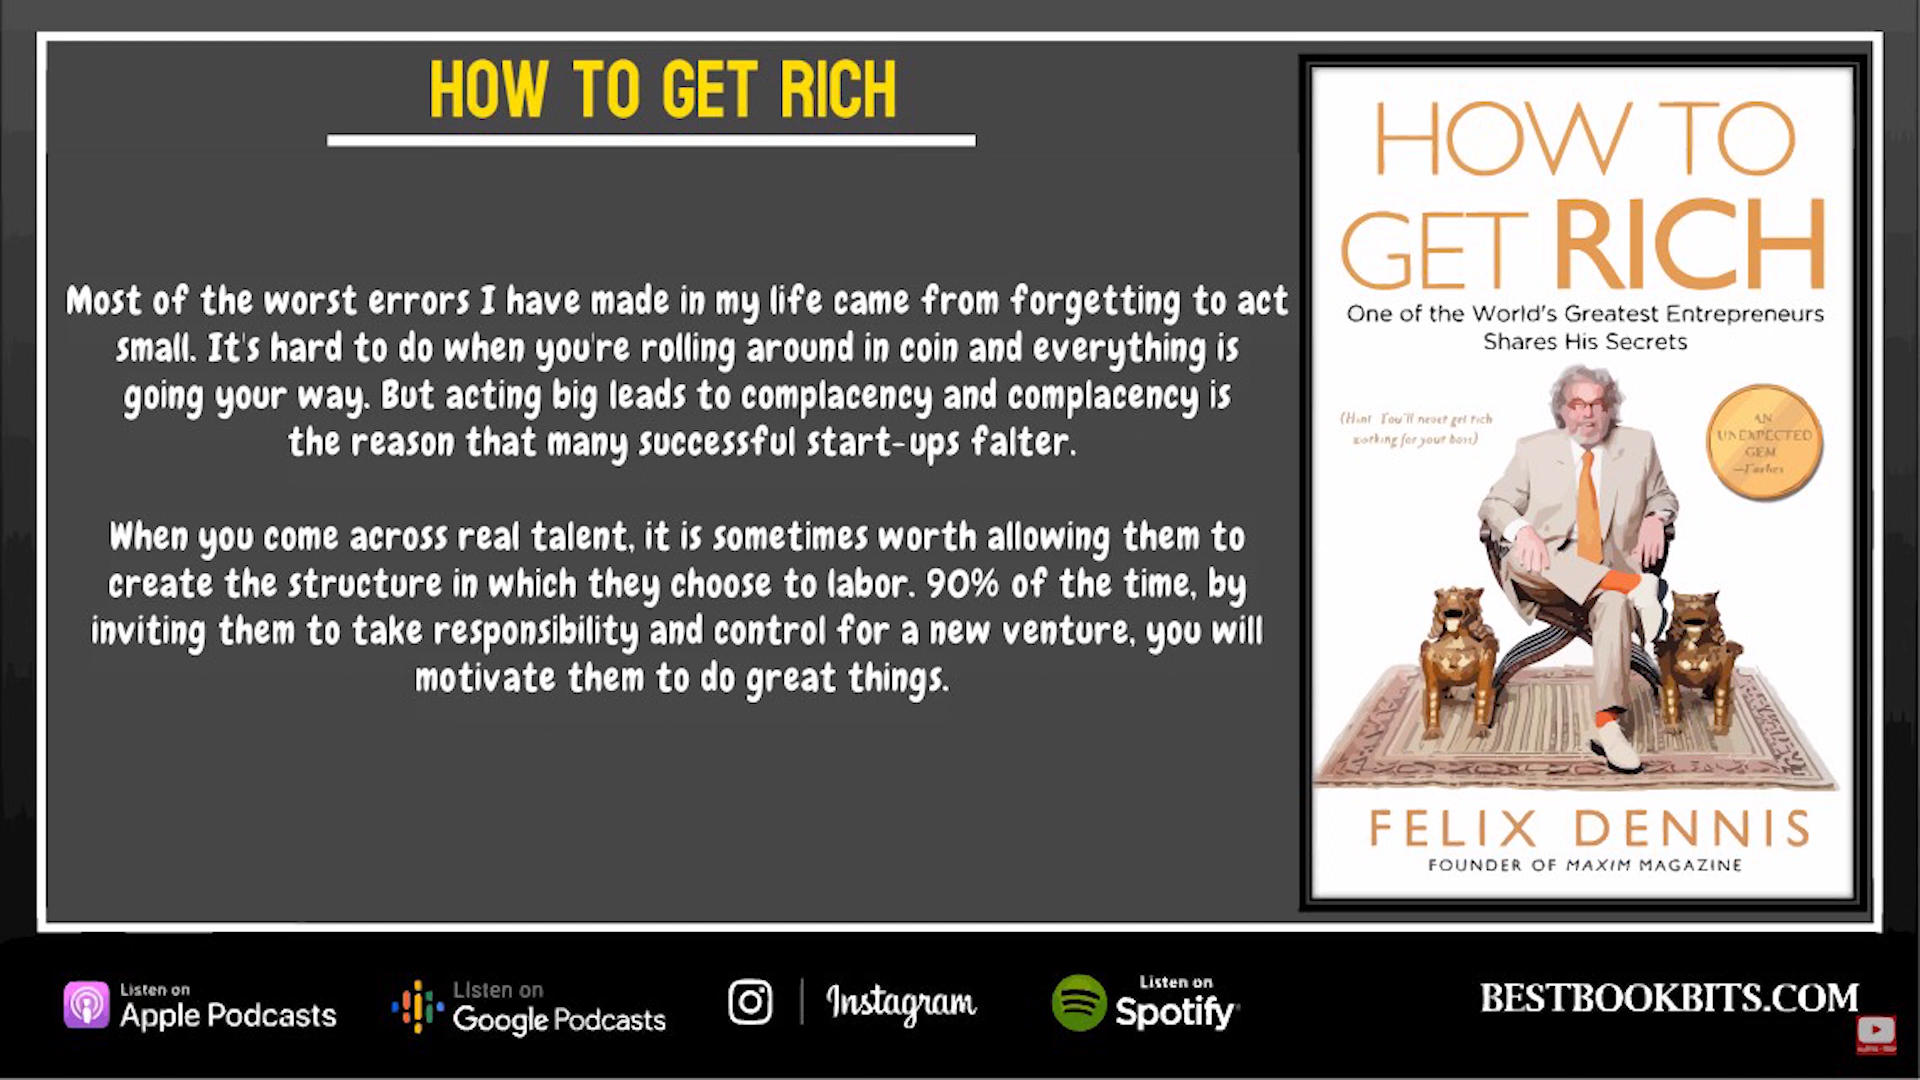 HOW TO GET RICH
Most of the worst errors I have made in my life came from forgetting to act
small. It's hard to do when you're rolling around in coin and everything is
going your way. But acting big leads to complacency and complacency is
the reason that many successful start-ups falter.
When you come across real talent, it is sometimes worth allowing them to
create the structure in which they choose to labor. 90% of the time, by
inviting them to take responsibility and control for a new venture, you will
motivate them to do great things.
HOW TO
GET RICH
One of the World's Greatest Entrepreneurs
Shares His Secrets
(Hint You'll never get rich
working for your boss)
AN
UNEXPECTED
GEM
—Forbes
FELIX DENNIS
FOUNDER OF MAXIM MAGAZINE
Listen on
Apple Podcasts
Listen on
Google Podcasts
Instagram
Listen on
Spotify
BESTBOOKBITS.COM